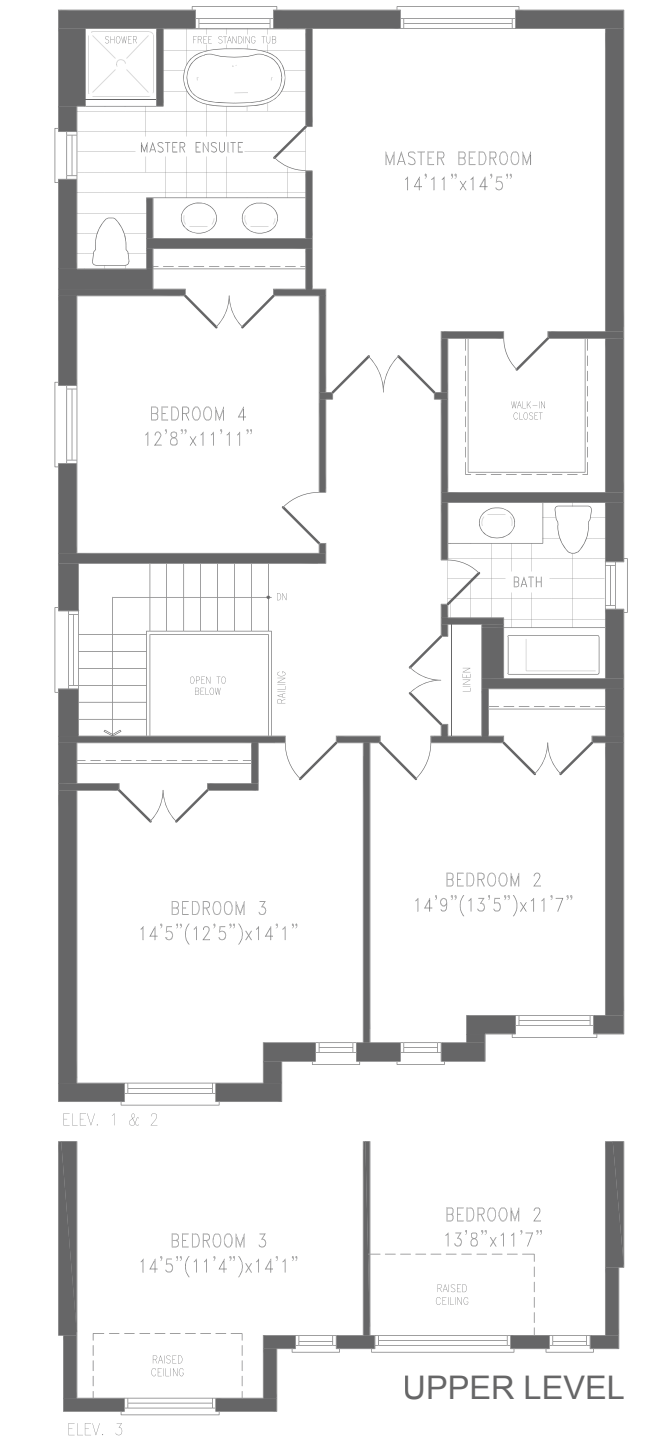 SHOWER
FREE STANDING TUB
MASTER ENSUITE
MASTER BEDROOM
14'11"x14'5"
BEDROOM 4
12'8"x11'11"
WALK-IN
CLOSET
BATH
DN
OPEN TO
BELOW
RAILING
LINEN
BEDROOM 2
14'9"(13'5")x11'7"
BEDROOM 3
14'5"(12'5")x14'1"
ELEV. 1 & 2
BEDROOM 2
13'8"x11'7"
BEDROOM 3
14'5"(11'4")x14'1"
RAISED
CEILING
RAISED
CEILING
UPPER LEVEL
ELEV. 3